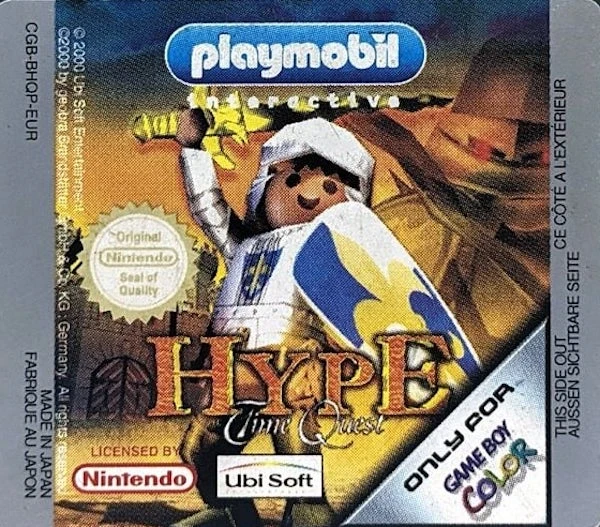 playmobil
interactive
Original
Nintendo
Seal of
Quality
HYPE
Time Quest
LICENSED BY
Nintendo
Ubi Soft
ONLY FOR
GAME BOY
COLOR
CGB-BHQP-EUR
MADE IN JAPAN
FABRIQUE AU JAPON
© 2000 Ubi Soft Entertainment
©2000 by geobra Brandstätter GmbH & Co. KG · Germany. All rights
THIS SIDE OUT CE CÔTÉ A L'EXTÉRIEUR
AUSSEN SICHTBARE SEITE